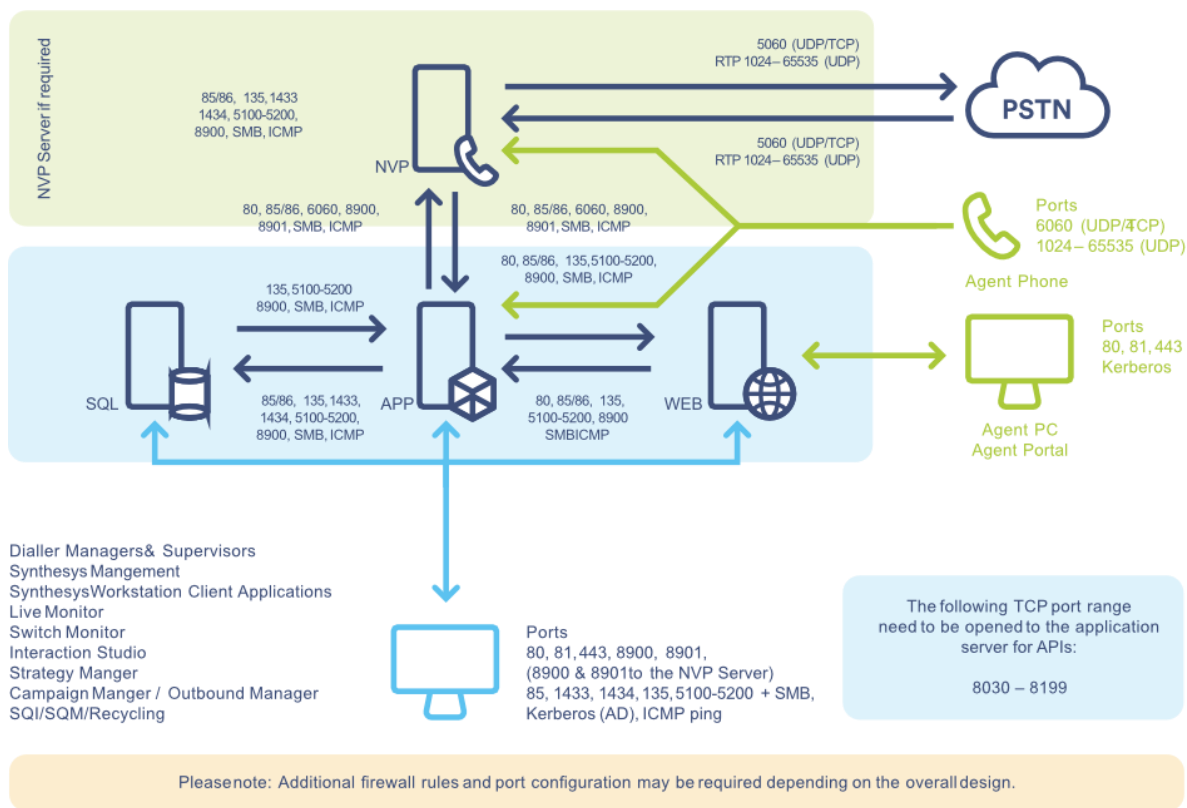 NVP Server if required
85/86, 135,1433
1434, 5100-5200,
8900, SMB, ICMP
NVP
5060 (UDP/TCP)
RTP 1024– 65535 (UDP)
PSTN
5060 (UDP/TCP)
RTP 1024– 65535 (UDP)
80, 85/86, 6060, 8900,
8901, SMB, ICMP
80, 85/86, 6060, 8900,
8901, SMB, ICMP
Ports
6060 (UDP/TCP)
1024– 65535 (UDP)
Agent Phone
80, 85/86, 135,5100-5200,
8900, SMB, ICMP
135, 5100-5200
8900, SMB, ICMP
SQL
85/86, 135, 1433,
1434, 5100-5200,
8900, SMB, ICMP
APP
80, 85/86, 135,
5100-5200, 8900
SMBICMP
WEB
Ports
80, 81, 443
Kerberos
Agent PC
Agent Portal
Dialler Managers& Supervisors
Synthesys Mangement
SynthesysWorkstation Client Applications
Live Monitor
Switch Monitor
Interaction Studio
Strategy Manger
Campaign Manger / Outbound Manager
SQI/SQM/Recycling
Ports
80, 81, 443, 8900, 8901,
(8900 & 8901to the NVP Server)
85, 1433, 1434, 135, 5100-5200 + SMB,
Kerberos (AD), ICMP ping
The following TCP port range
need to be opened to the application
server for APIs:
8030 – 8199
Please note: Additional firewall rules and port configuration may be required depending on the overall design.